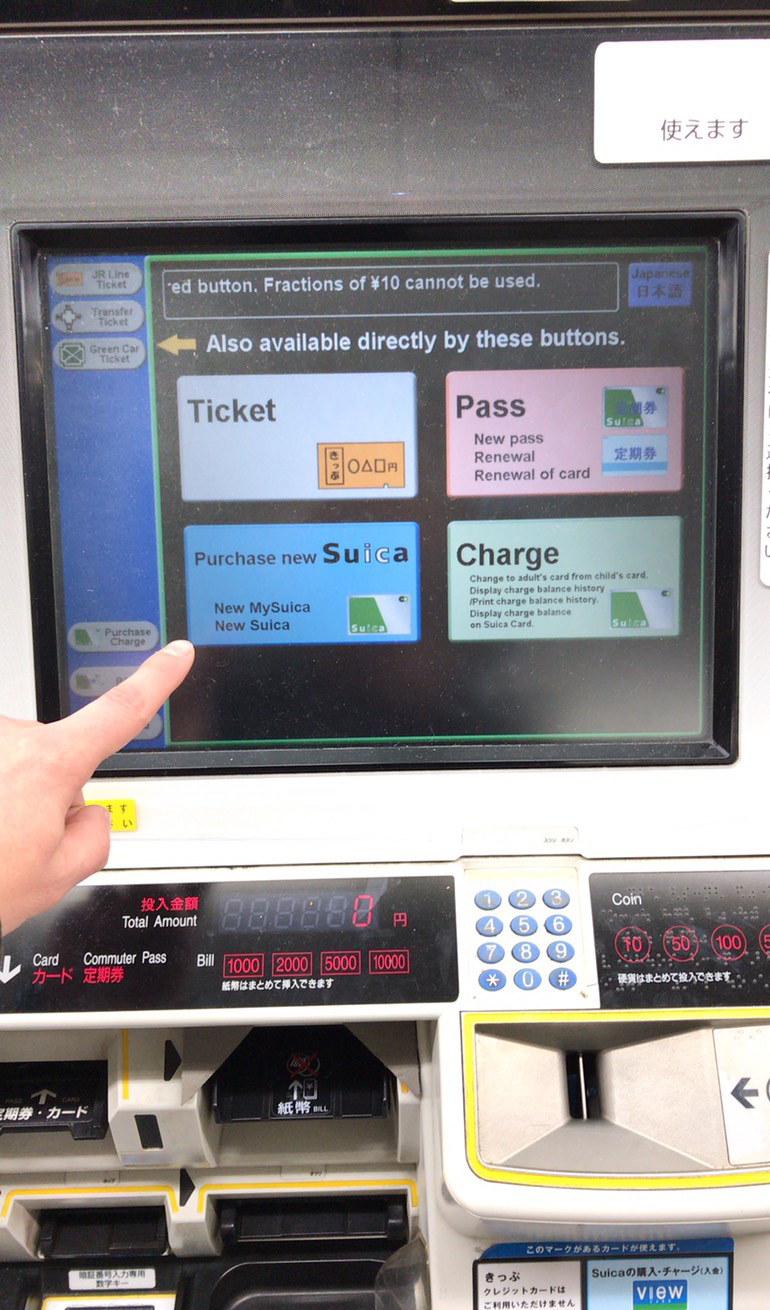 使えます
JR Line
Ticket
Transfer
Ticket
Green Car
Ticket
ed button. Fractions of ¥10 cannot be used.
Japanese
日本語
Also available directly by these buttons.
Ticket
きっぷ
○△□円
Pass
New pass
Renewal
Renewal of card
定期券
Suica
定期券
Purchase new Suica
New MySuica
New Suica
Suica
Charge
Change to adult's card from child's card.
Display charge balance history
/Print charge balance history.
Display charge balance
on Suica Card.
Suica
Purchase
Charge
ます
い
投入金額
Total Amount
0 円
Card
カード
Commuter Pass
定期券
Bill
1000 2000 5000 10000
紙幣はまとめて挿入できます
1 2 3
4 5 6
7 8 9
* 0 #
Coin
10 50 100 5
硬貨はまとめて投入できます
PASS CARD
定期券・カード
紙幣 BILL
暗証番号入力専用
数字キー
このマークがあるカードが使えます。
きっぷ
クレジットカードは
ご利用いただけません
Suicaの購入・チャージ(入金)
VIEW